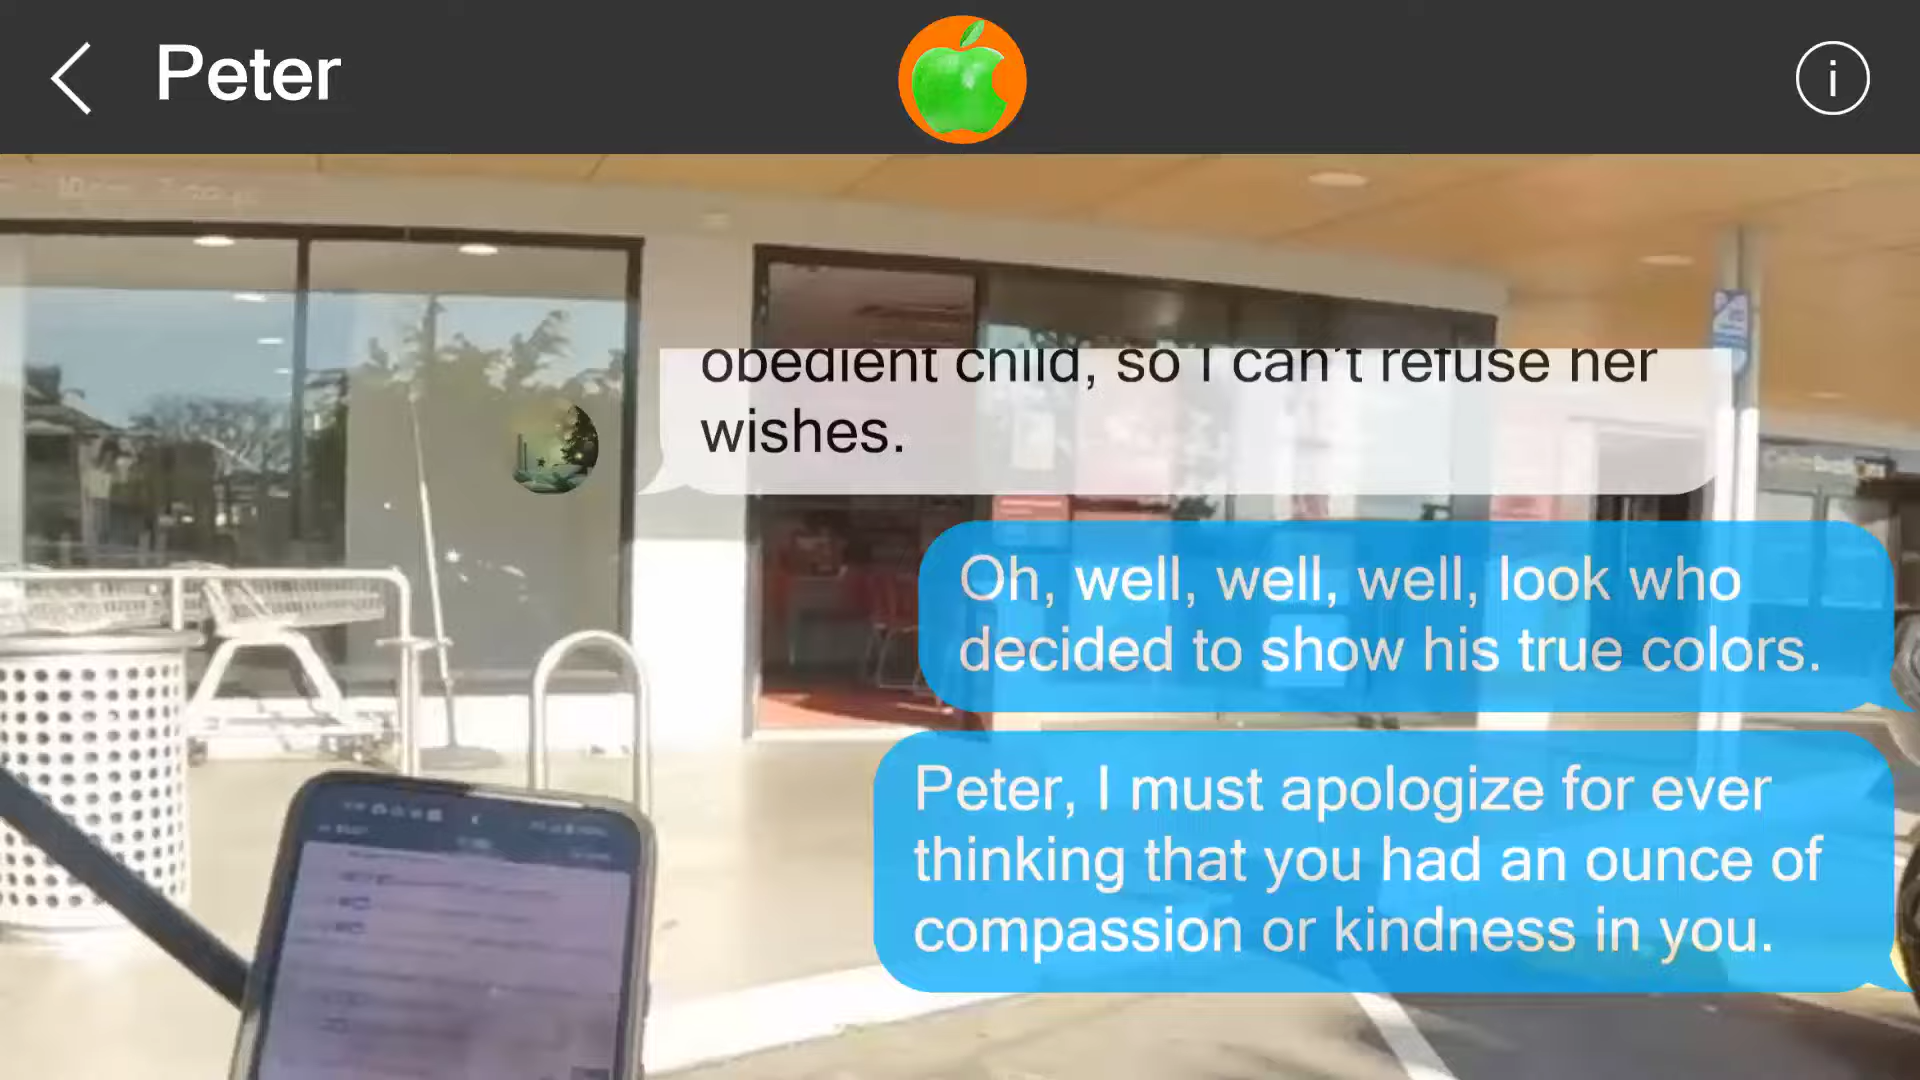 Peter
obedient child, so I can't refuse her
wishes.
Oh, well, well, well, look who
decided to show his true colors.
Peter, I must apologize for ever
thinking that you had an ounce of
compassion or kindness in you.